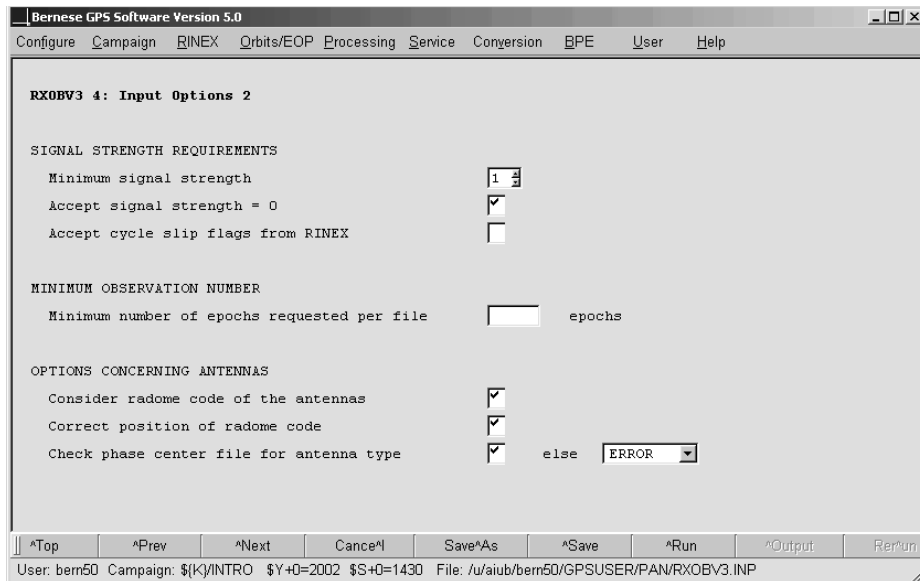 Bernese GPS Software Version 5.0
Configure Campaign RINEX Orbits/EOP Processing Service Conversion BPE User Help
RXOBV3 4: Input Options 2
SIGNAL STRENGTH REQUIREMENTS
Minimum signal strength 1
Accept signal strength = 0
Accept cycle slip flags from RINEX
MINIMUM OBSERVATION NUMBER
Minimum number of epochs requested per file epochs
OPTIONS CONCERNING ANTENNAS
Consider radome code of the antennas
Correct position of radome code
Check phase center file for antenna type else ERROR
^Top ^Prev ^Next Cance^l Save^As ^Save ^Run ^Output Rer^un
User: bern50 Campaign: ${K}/INTRO $Y+0=2002 $S+0=1430 File: /u/aiub/bern50/GPSUSER/PAN/RXOBV3.INP